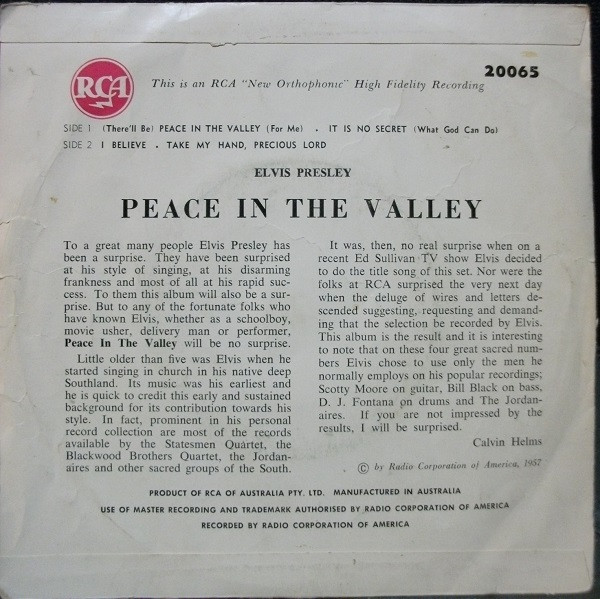 RCA
This is an RCA "New Orthophonic" High Fidelity Recording
20065
SIDE 1 (There'll Be) PEACE IN THE VALLEY (For Me) . IT IS NO SECRET (What God Can Do)
SIDE 2 I BELIEVE . TAKE MY HAND, PRECIOUS LORD
ELVIS PRESLEY
PEACE IN THE VALLEY
To a great many people Elvis Presley has
been a surprise. They have been surprised
at his style of singing, at his disarming
frankness and most of all at his rapid suc-
cess. To them this album will also be a sur-
prise. But to any of the fortunate folks who
have known Elvis, whether as a schoolboy,
movie usher, delivery man or performer,
Peace In The Valley will be no surprise.
Little older than five was Elvis when he
started singing in church in his native deep
Southland. Its music was his earliest and
he is quick to credit this early and sustained
background for its contribution towards his
style. In fact, prominent in his personal
record collection are most of the records
available by the Statesmen Quartet, the
Blackwood Brothers Quartet, the Jordan-
aires and other sacred groups of the South.
It was, then, no real surprise when on a
recent Ed Sullivan TV show Elvis decided
to do the title song of this set. Nor were the
folks at RCA surprised the very next day
when the deluge of wires and letters de-
scended suggesting, requesting and demand-
ing that the selection be recorded by Elvis.
This album is the result and it is interesting
to note that on these four great sacred num-
bers Elvis chose to use only the men he
normally employs on his popular recordings;
Scotty Moore on guitar, Bill Black on bass,
D. J. Fontana on drums and The Jordan-
aires. If you are not impressed by the
results, I will be surprised.
Calvin Helms
© by Radio Corporation of America, 1957
PRODUCT OF RCA OF AUSTRALIA PTY. LTD. MANUFACTURED IN AUSTRALIA
USE OF MASTER RECORDING AND TRADEMARK AUTHORISED BY RADIO CORPORATION OF AMERICA
RECORDED BY RADIO CORPORATION OF AMERICA